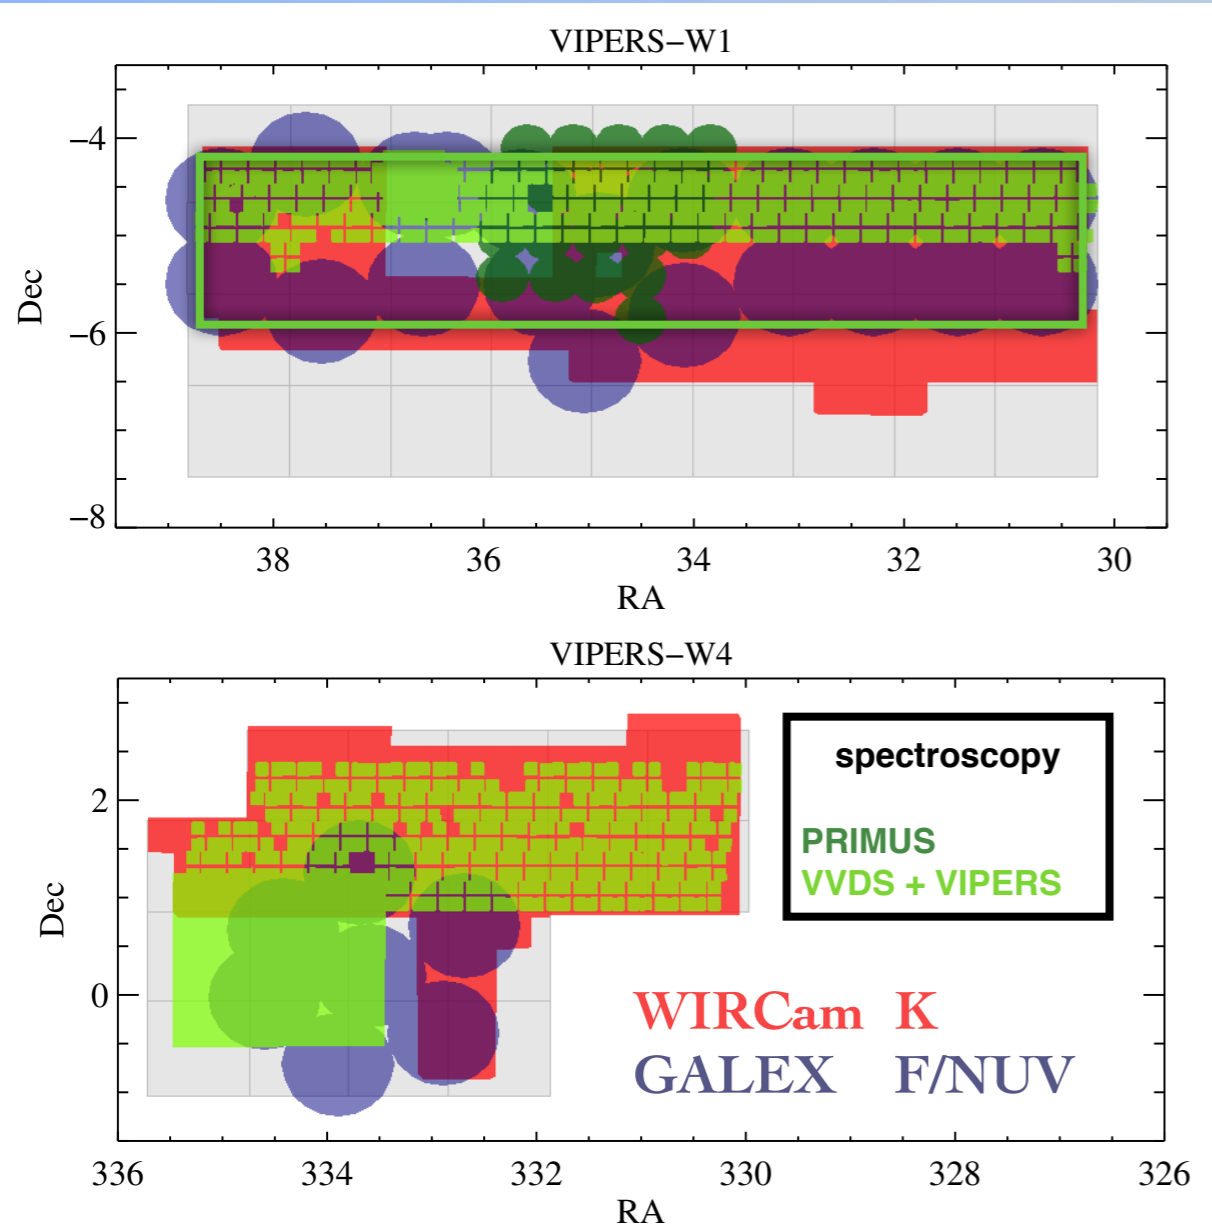 VIPERS−W1
−4
−6
−8
Dec
38 36 34 32 30
RA
VIPERS−W4
2
0
Dec
spectroscopy
PRIMUS
VVDS + VIPERS
WIRCam K
GALEX F/NUV
336 334 332 330 328 326
RA